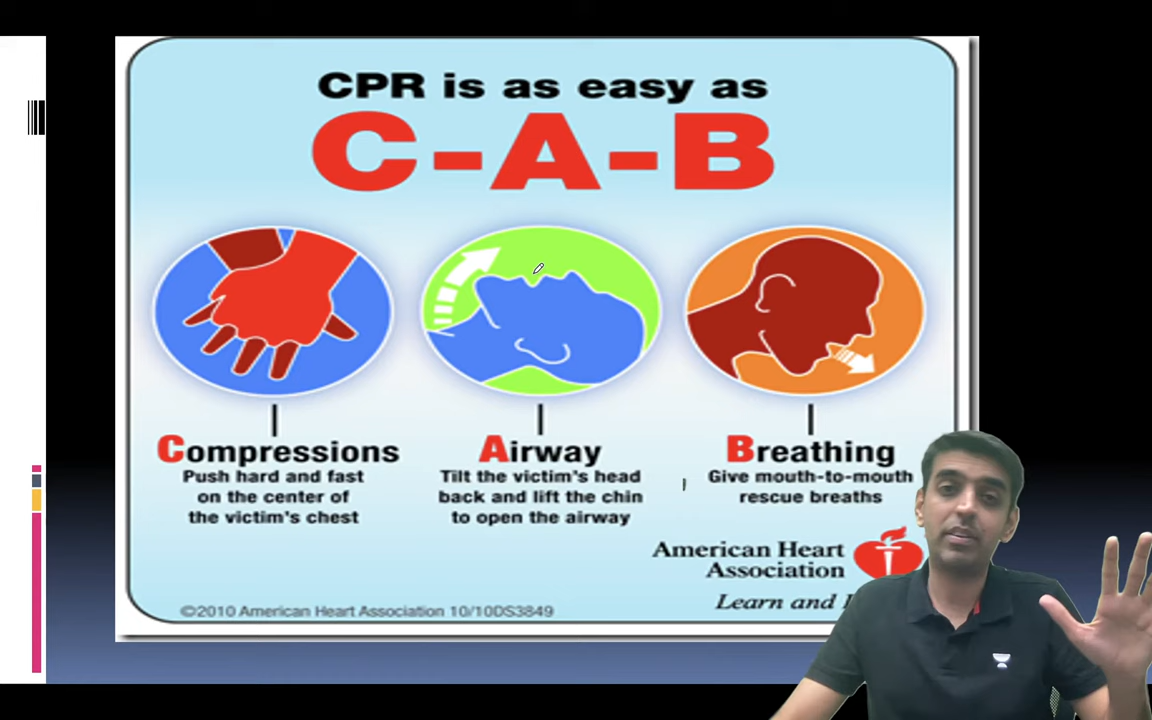 CPR is as easy as
C-A-B
Compressions
Push hard and fast
on the center of
the victim's chest
Airway
Tilt the victim's head
back and lift the chin
to open the airway
Breathing
Give mouth-to-mouth
rescue breaths
American Heart
Association
Learn and
©2010 American Heart Association 10/10DS3849